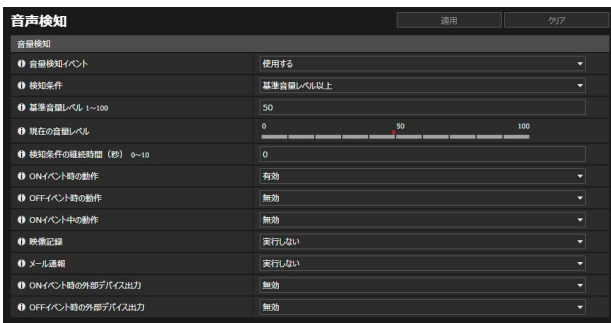 音声検知 適用 クリア
音量検知
音量検知イベント 使用する
検知条件 基準音量レベル以上
基準音量レベル 1～100 50
現在の音量レベル 0 50 100
検知条件の継続時間（秒） 0～10 0
ONイベント時の動作 有効
OFFイベント時の動作 無効
ONイベント中の動作 無効
映像記録 実行しない
メール通報 実行しない
ONイベント時の外部デバイス出力 無効
OFFイベント時の外部デバイス出力 無効